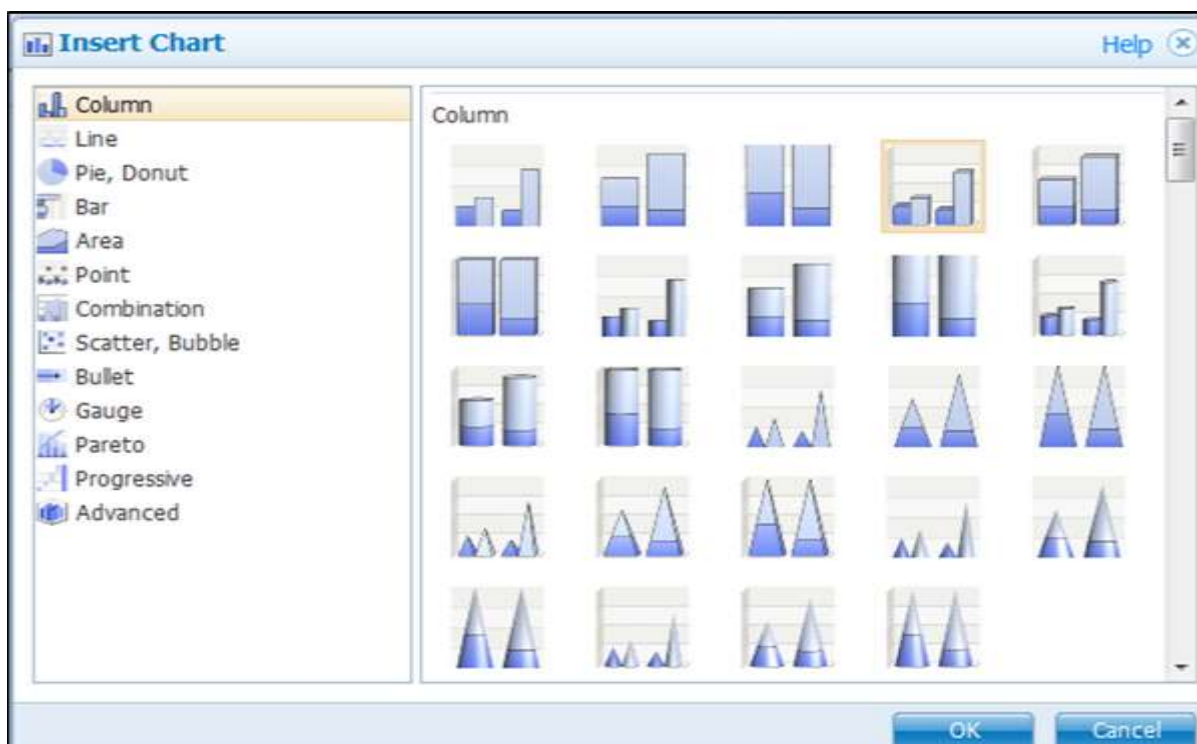 Insert Chart
Help
Column
Line
Pie, Donut
Bar
Area
Point
Combination
Scatter, Bubble
Bullet
Gauge
Pareto
Progressive
Advanced
Column
OK
Cancel